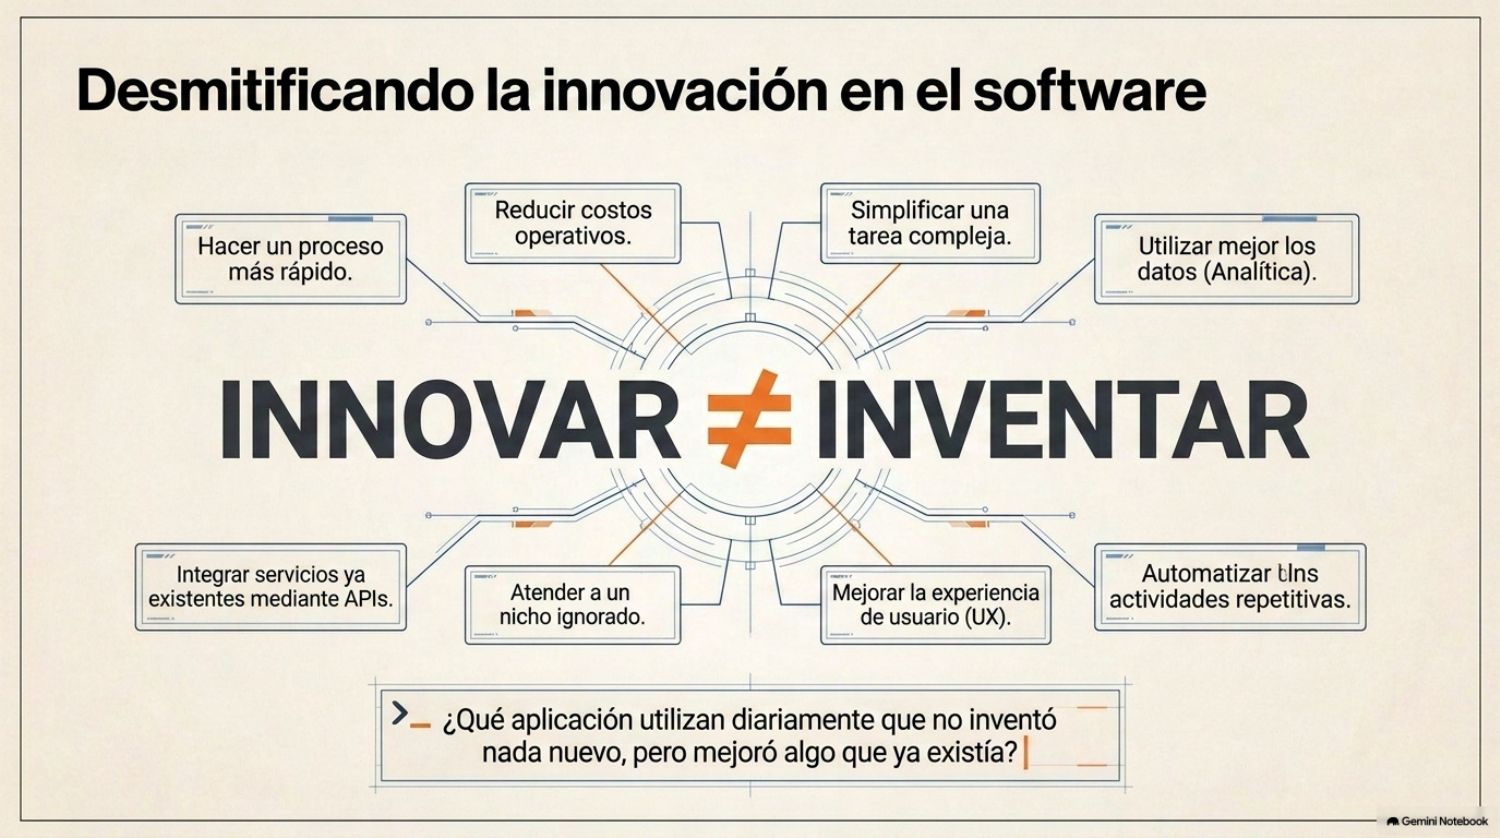 Desmitificando la innovación en el software
Hacer un proceso
más rápido.
Reducir costos
operativos.
Simplificar una
tarea compleja.
Utilizar mejor los
datos (Analítica).
INNOVAR ≠ INVENTAR
Integrar servicios ya
existentes mediante APIs.
Atender a un
nicho ignorado.
Mejorar la experiencia
de usuario (UX).
Automatizar
actividades repetitivas.
>_ ¿Qué aplicación utilizan diariamente que no inventó
nada nuevo, pero mejoró algo que ya existía?
Gemini Notebook